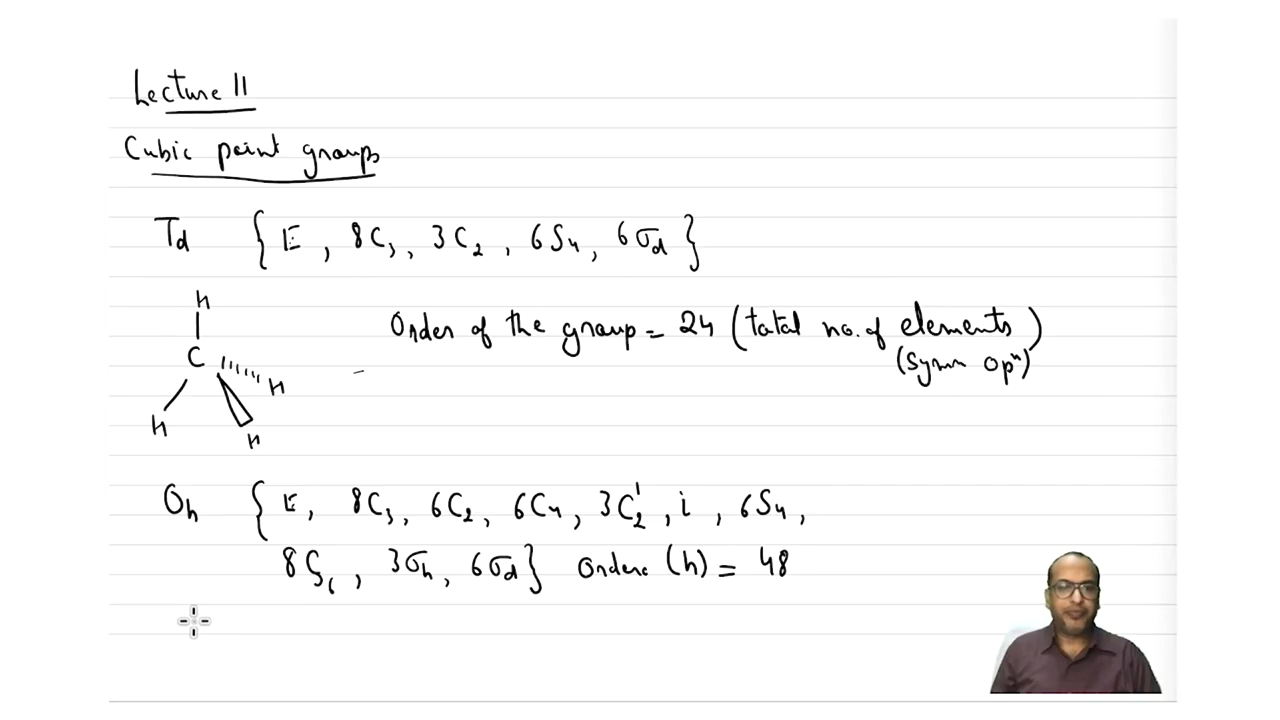 Lecture 11
Cubic point groups
Td { E , 8C3, 3C2 , 6S4, 6σd }
H
Order of the group = 24 (total no. of elements)
C
(symm opⁿ)
H
H
H
Oh { E, 8C3, 6C2, 6C4, 3C2', i , 6S4,
8S6 , 3σh, 6σd } order (h) = 48